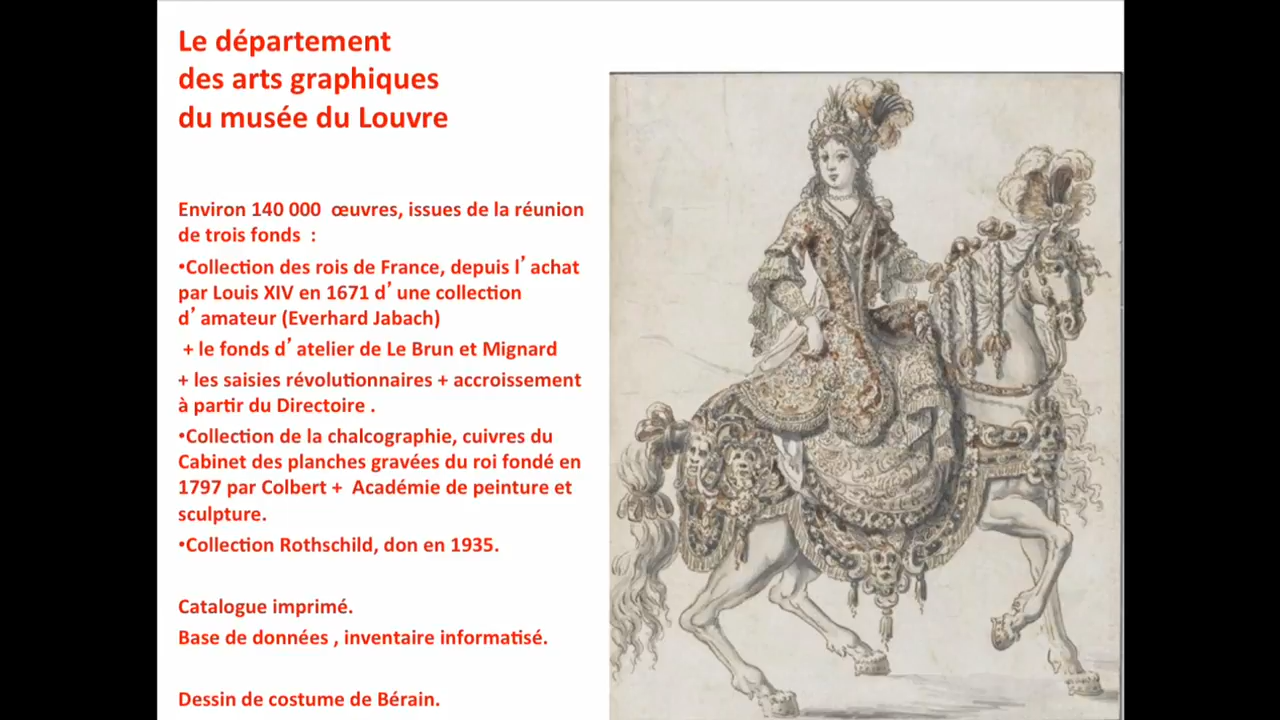 Le département
des arts graphiques
du musée du Louvre
Environ 140 000 œuvres, issues de la réunion
de trois fonds :
•Collection des rois de France, depuis l’ achat
par Louis XIV en 1671 d’ une collection
d’ amateur (Everhard Jabach)
+ le fonds d’ atelier de Le Brun et Mignard
+ les saisies révolutionnaires + accroissement
à partir du Directoire .
•Collection de la chalcographie, cuivres du
Cabinet des planches gravées du roi fondé en
1797 par Colbert + Académie de peinture et
sculpture.
•Collection Rothschild, don en 1935.
Catalogue imprimé.
Base de données , inventaire informatisé.
Dessin de costume de Bérain.